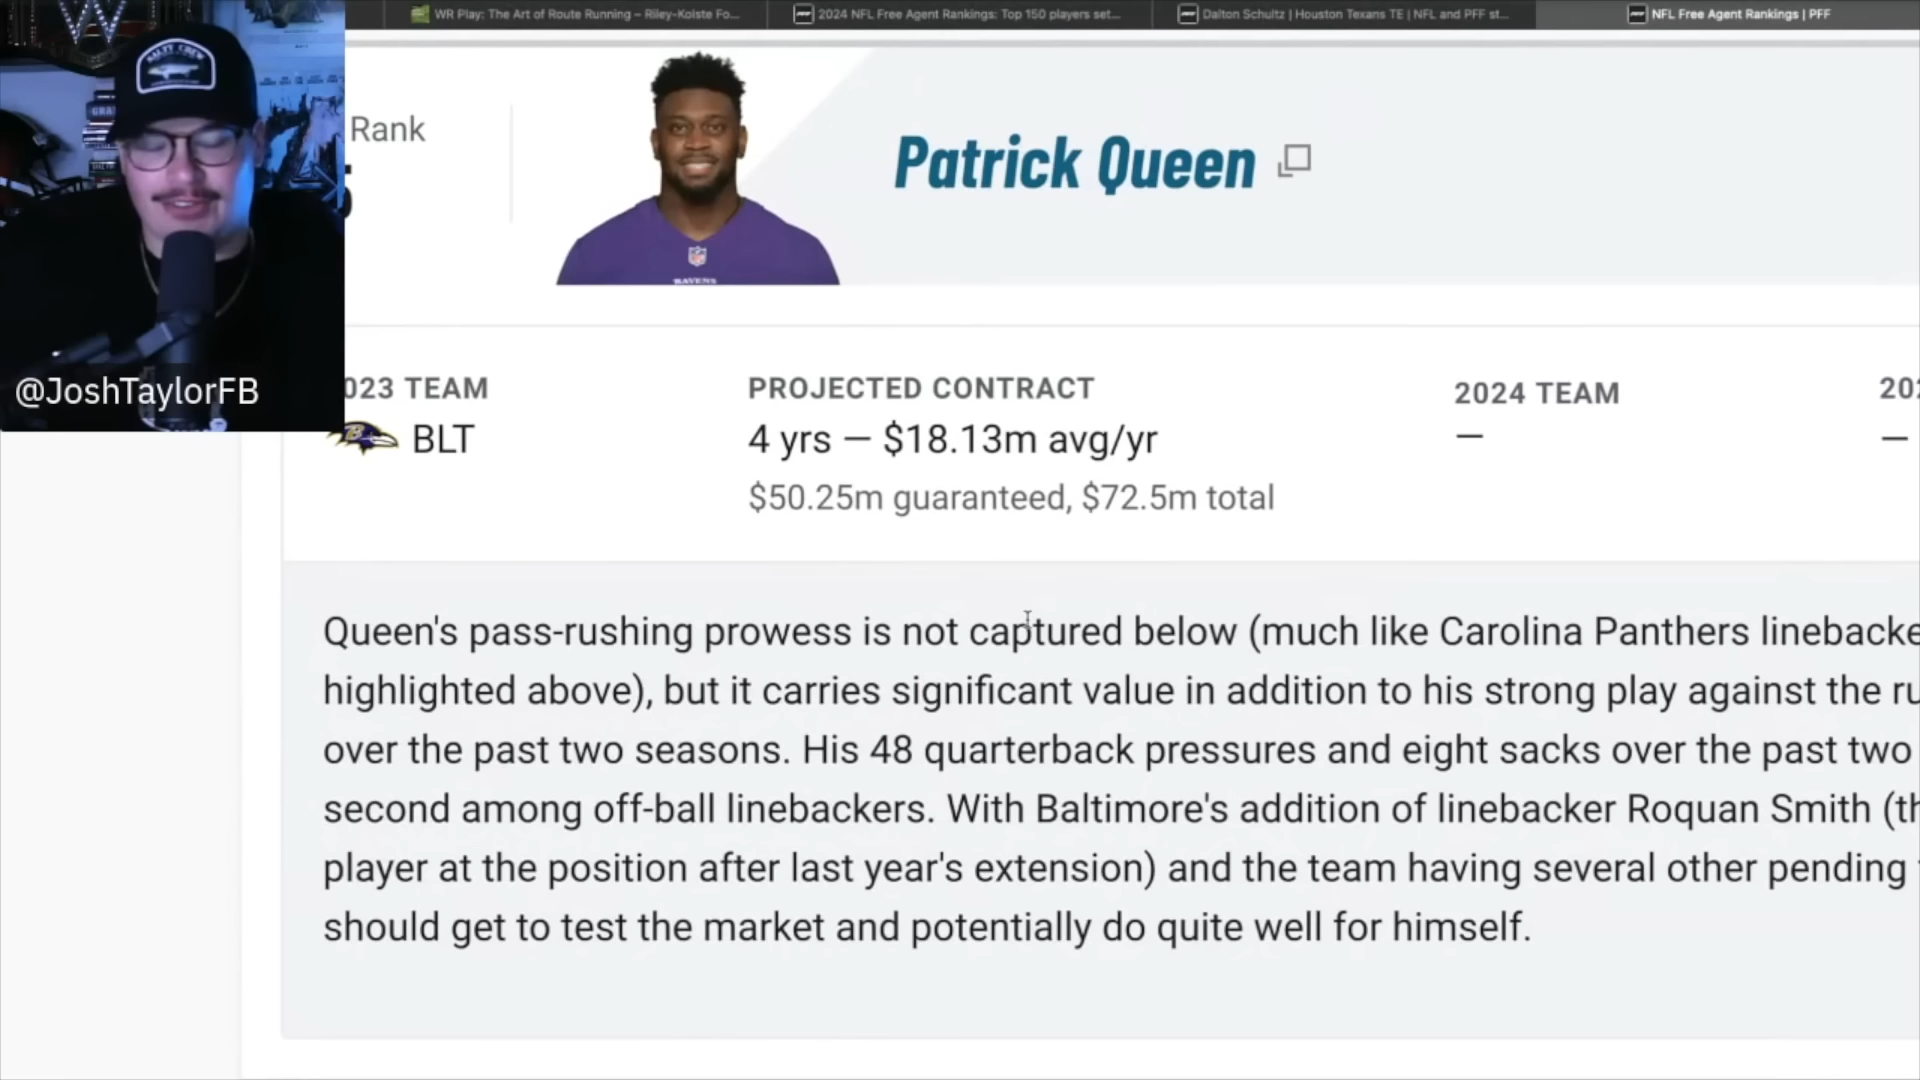 WR Play: The Art of Route Running – Riley-Kolste Fo...
2024 NFL Free Agent Rankings: Top 150 players set...
Dalton Schultz | Houston Texans TE | NFL and PFF st...
NFL Free Agent Rankings | PFF
SALTY CREW
Rank
Patrick Queen
RAVENS
@JoshTaylorFB
023 TEAM
BLT
PROJECTED CONTRACT
4 yrs — $18.13m avg/yr
$50.25m guaranteed, $72.5m total
2024 TEAM
—
202
—
Queen's pass-rushing prowess is not captured below (much like Carolina Panthers linebacke
highlighted above), but it carries significant value in addition to his strong play against the ru
over the past two seasons. His 48 quarterback pressures and eight sacks over the past two
second among off-ball linebackers. With Baltimore's addition of linebacker Roquan Smith (th
player at the position after last year's extension) and the team having several other pending
should get to test the market and potentially do quite well for himself.